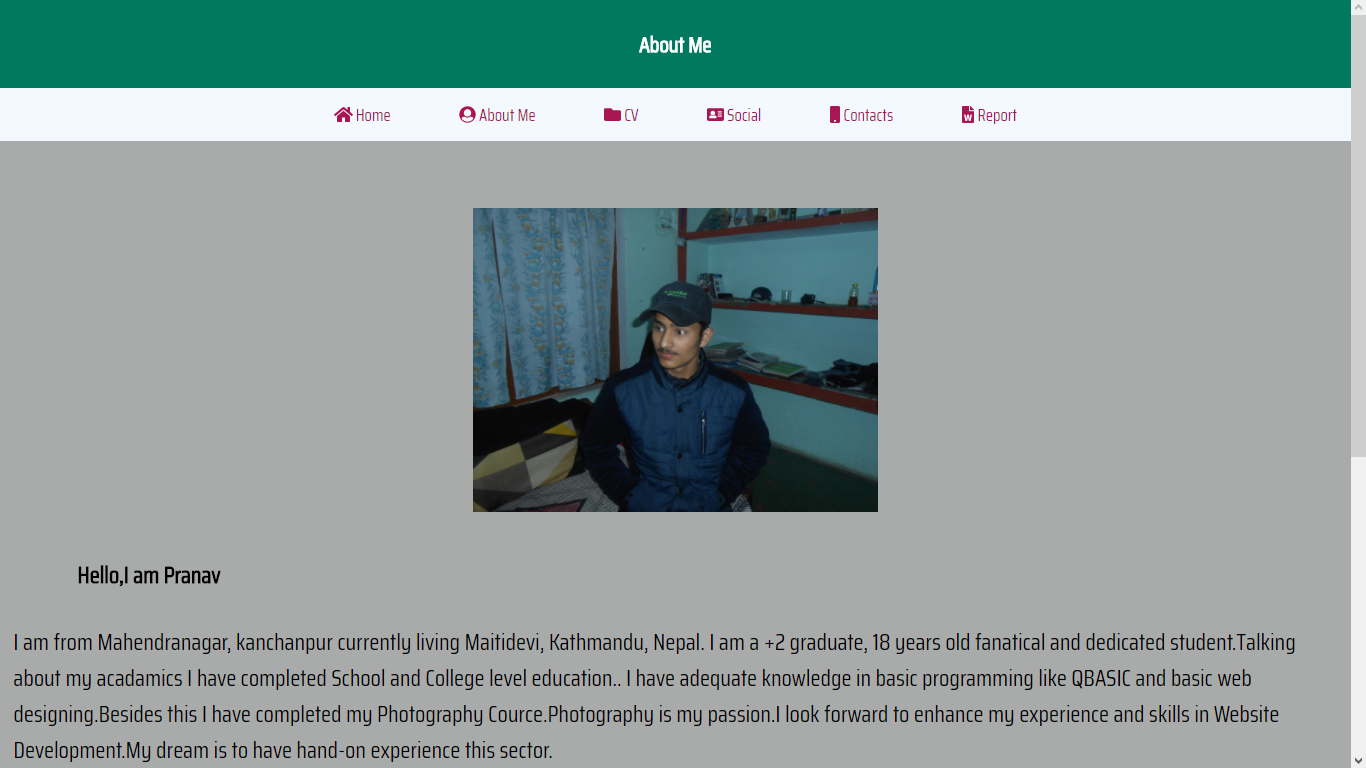 About Me
Home About Me CV Social Contacts Report
Hello,I am Pranav
I am from Mahendranagar, kanchanpur currently living Maitidevi, Kathmandu, Nepal. I am a +2 graduate, 18 years old fanatical and dedicated student.Talking
about my acadamics I have completed School and College level education.. I have adequate knowledge in basic programming like QBASIC and basic web
designing.Besides this I have completed my Photography Cource.Photography is my passion.I look forward to enhance my experience and skills in Website
Development.My dream is to have hand-on experience this sector.